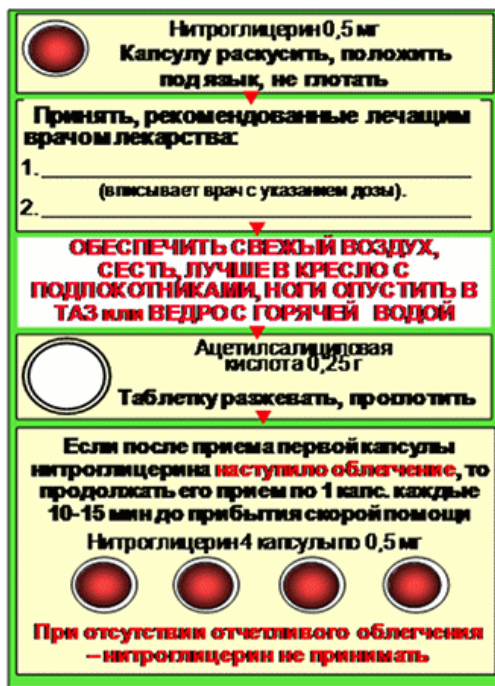 Нитроглицерин 0,5 мг
Капсулу раскусить, положить
под язык, не глотать
Принять, рекомендованные лечащим
врачом лекарства:
1.
(вписывает врач с указанием дозы).
2.
ОБЕСПЕЧИТЬ СВЕЖЫЙ ВОЗДУХ,
СЕСТЬ, ЛУЧШЕ В КРЕСЛО С
ПОДЛОКОТНИКАМИ, НОГИ ОПУСТИТЬ В
ТАЗ или ВЕДРО С ГОРЯЧЕЙ ВОДОЙ
Ацетилсалициловая
кислота 0,25 г
Таблетку разжевать, проглотить
Если после приема первой капсулы
нитроглицерина наступило облегчение, то
продолжать его прием по 1 капс. каждые
10-15 мин до прибытия скорой помощи
Нитроглицерин 4 капсулы по 0,5 мг
При отсутствии отчетливого облегчения
– нитроглицерин не принимать